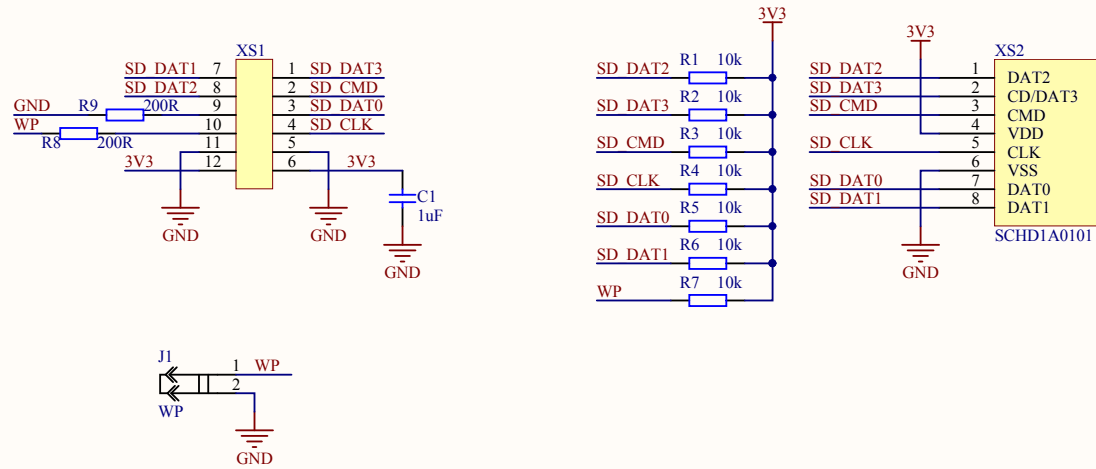 XS1
SD_DAT1 7 1 SD_DAT3
SD_DAT2 8 2 SD_CMD
GND R9 200R 9 3 SD_DAT0
WP R8 200R 10 4 SD_CLK
11 5
3V3 12 6 3V3
C1
1uF
GND
GND
GND
3V3
SD_DAT2 R1 10k
SD_DAT3 R2 10k
SD_CMD R3 10k
SD_CLK R4 10k
SD_DAT0 R5 10k
SD_DAT1 R6 10k
WP R7 10k
3V3
XS2
SD_DAT2 1 DAT2
SD_DAT3 2 CD/DAT3
SD_CMD 3 CMD
4 VDD
SD_CLK 5 CLK
6 VSS
SD_DAT0 7 DAT0
SD_DAT1 8 DAT1
SCHD1A0101
GND
J1
1 WP
2
WP
GND